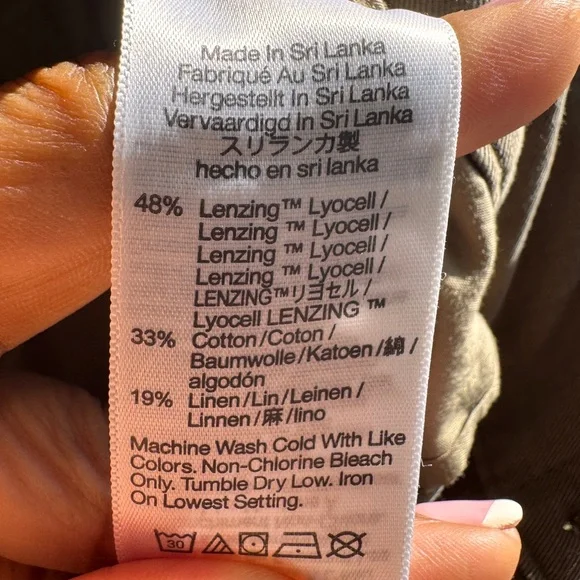 Made In Sri Lanka
Fabriqué Au Sri Lanka
Hergestellt In Sri Lanka
Vervaardigd In Sri Lanka
スリランカ製
hecho en sri lanka
48% Lenzing™ Lyocell /
Lenzing ™ Lyocell /
Lenzing ™ Lyocell /
Lenzing ™ Lyocell /
LENZING™リヨセル /
Lyocell LENZING ™
33% Cotton / Coton /
Baumwolle / Katoen / 綿 /
algodón
19% Linen / Lin / Leinen /
Linnen / 麻 / lino
Machine Wash Cold With Like
Colors. Non-Chlorine Bleach
Only. Tumble Dry Low. Iron
On Lowest Setting.
30